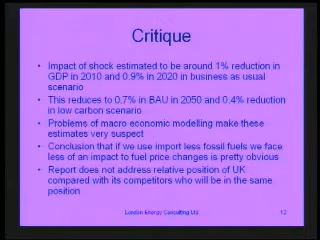 Critique
• Impact of shock estimated to be around 1% reduction in
GDP in 2010 and 0.9% in 2020 in business as usual
scenario
• This reduces to 0.7% in BAU in 2050 and 0.4% reduction
in low carbon scenario
• Problems of macro economic modelling make these
estimates very suspect
• Conclusion that if we use import less fossil fuels we face
less of an impact to fuel price changes is pretty obvious
• Report does not address relative position of UK
compared with its competitors who will be in the same
position
London Energy Consulting Ltd
12